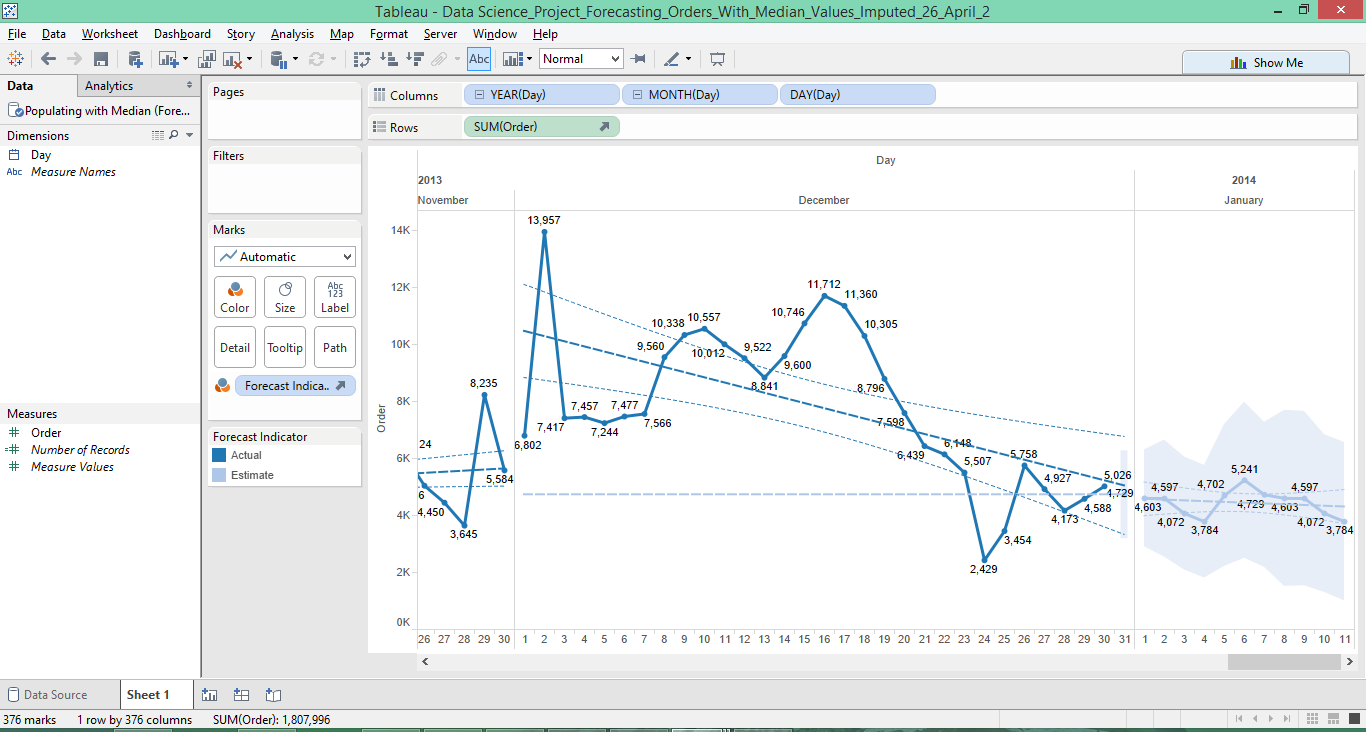 Tableau - Data Science_Project_Forecasting_Orders_With_Median_Values_Imputed_26_April_2
File Data Worksheet Dashboard Story Analysis Map Format Server Window Help
Abc Normal Show Me
Data Analytics
Populating with Median (Fore...
Dimensions
Day
Abc Measure Names
Measures
Order
Number of Records
Measure Values
Pages
Filters
Marks
Automatic
Abc
123
Color Size Label
Detail Tooltip Path
Forecast Indica..
Forecast Indicator
Actual
Estimate
Columns YEAR(Day) MONTH(Day) DAY(Day)
Rows SUM(Order)
Day
2013 2014
November December January
Order
14K
12K
10K
8K
6K
4K
2K
0K
24
6
4,450
3,645
8,235
5,584
6,802
13,957
7,417
7,457
7,244
7,477
7,566
9,560
10,338
10,557
10,012
9,522
8,841
9,600
10,746
11,712
11,360
10,305
8,796
7,598
6,439
6,148
5,507
2,429
3,454
5,758
4,927
4,173
4,588
5,026
4,729
4,603
4,597
4,072
3,784
4,702
5,241
4,729
4,603
4,597
4,072
3,784
26 27 28 29 30 1 2 3 4 5 6 7 8 9 10 11 12 13 14 15 16 17 18 19 20 21 22 23 24 25 26 27 28 29 30 31 1 2 3 4 5 6 7 8 9 10 11
Data Source Sheet 1
376 marks 1 row by 376 columns SUM(Order): 1,807,996